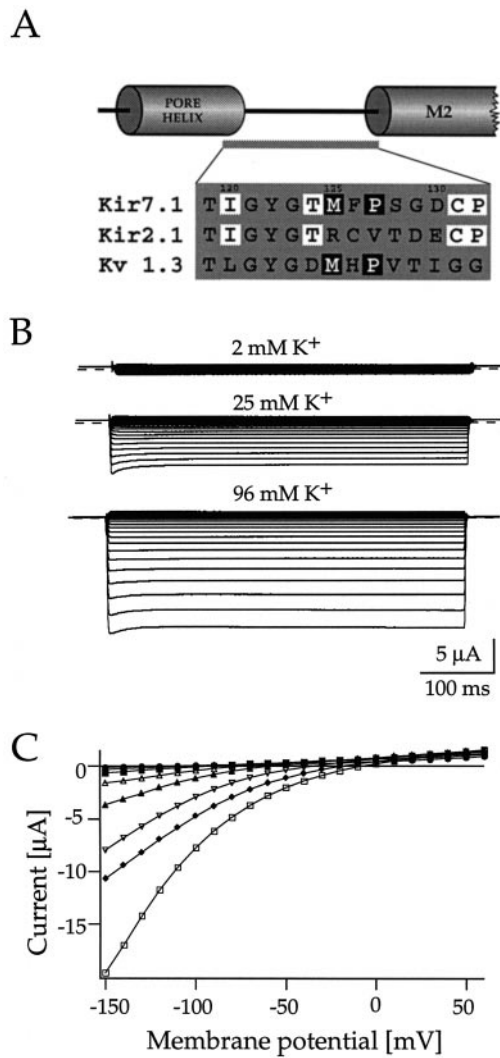 A
PORE HELIX
M2
120 125 130
Kir7.1 T I G Y G T M F P S G D C P
Kir2.1 T I G Y G T R C V T D E C P
Kv 1.3 T L G Y G D M H P V T I G G
B
2 mM K+
25 mM K+
96 mM K+
5 μA
100 ms
C
0
-5
-10
-15
Current [μA]
-150 -100 -50 0 50
Membrane potential [mV]